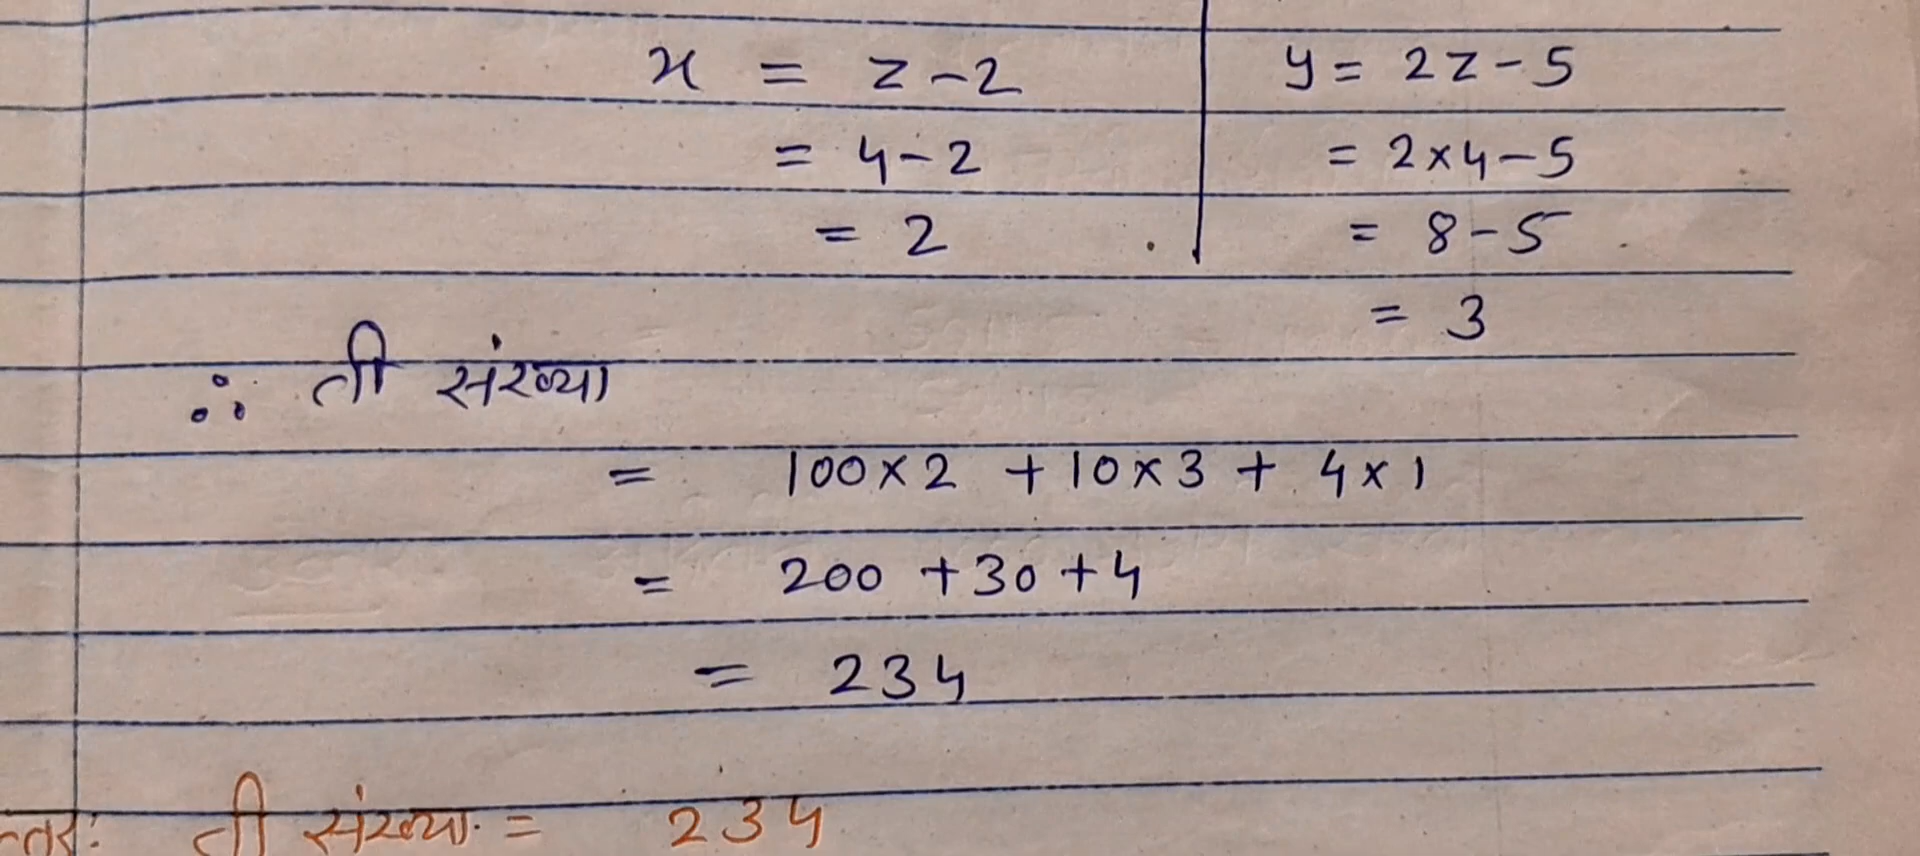 x = z - 2
= 4 - 2
= 2
y = 2z - 5
= 2 × 4 - 5
= 8 - 5
= 3
∴ ती संख्या
= 100 × 2 + 10 × 3 + 4 × 1
= 200 + 30 + 4
= 234
ती संख्या = 234